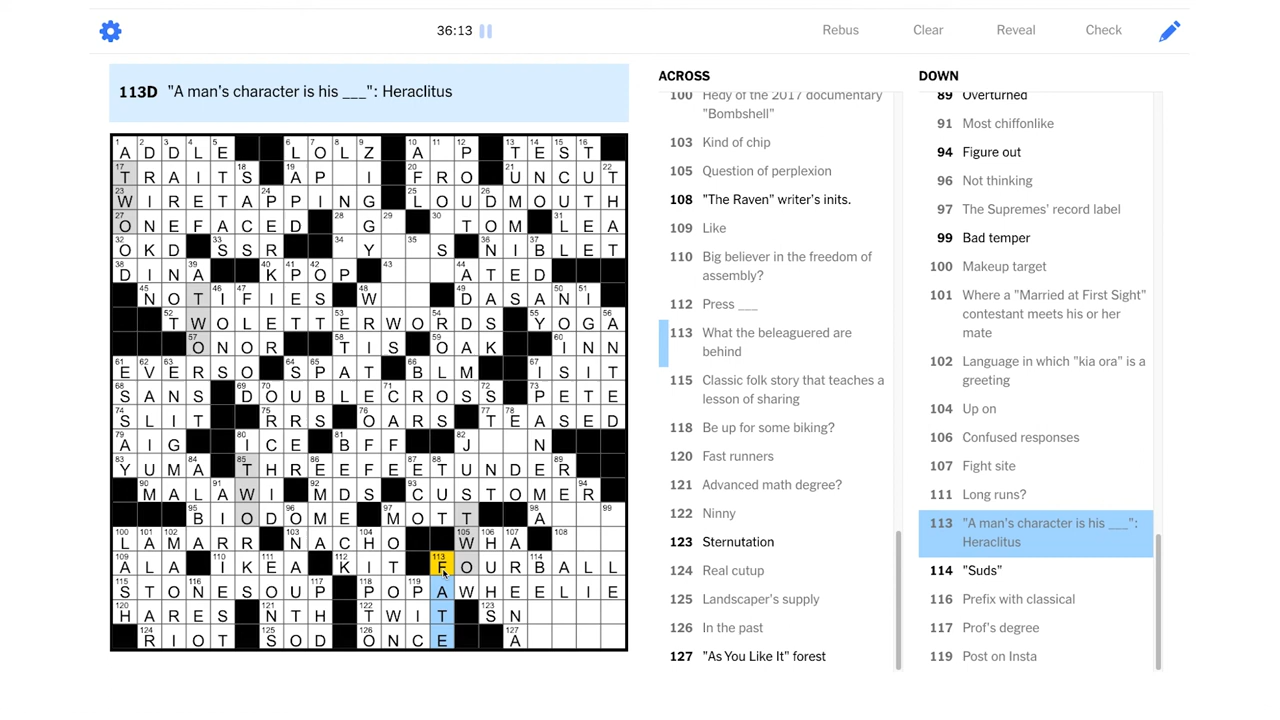 36:13
Rebus Clear Reveal Check
113D "A man's character is his ___": Heraclitus
ACROSS
100 Hedy of the 2017 documentary
"Bombshell"
103 Kind of chip
105 Question of perplexion
108 "The Raven" writer's inits.
109 Like
110 Big believer in the freedom of
assembly?
112 Press ___
113 What the beleaguered are
behind
115 Classic folk story that teaches a
lesson of sharing
118 Be up for some biking?
120 Fast runners
121 Advanced math degree?
122 Ninny
123 Sternutation
124 Real cutup
125 Landscaper's supply
126 In the past
127 "As You Like It" forest
DOWN
89 Overturned
91 Most chiffonlike
94 Figure out
96 Not thinking
97 The Supremes' record label
99 Bad temper
100 Makeup target
101 Where a "Married at First Sight"
contestant meets his or her
mate
102 Language in which "kia ora" is a
greeting
104 Up on
106 Confused responses
107 Fight site
111 Long runs?
113 "A man's character is his ___":
Heraclitus
114 "Suds"
116 Prefix with classical
117 Prof's degree
119 Post on Insta
A D D L E L O L Z A P T E S T
T R A I T S A P I F R O U N C U T
W I R E T A P P I N G L O U D M O U T H
O N E F A C E D G T O M L E A
O K D S S R Y S N I B L E T
D I N A K P O P A T E D
N O T I F I E S W D A S A N I
T W O L E T T E R W O R D S Y O G A
O N O R T I S O A K I N N
E V E R S O S P A T B L M I S I T
S A N S D O U B L E C R O S S P E T E
S L I T R R S O A R S T E A S E D
A I G I C E B F F J N
Y U M A T H R E E F E E T U N D E R
M A L A W I M D S C U S T O M E R
B I O D O M E M O T T A
L A M A R R N A C H O W H A
A L A I K E A K I T F O U R B A L L
S T O N E S O U P P O P A W H E E L I E
H A R E S N T H T W I T S N
R I O T S O D O N C E A